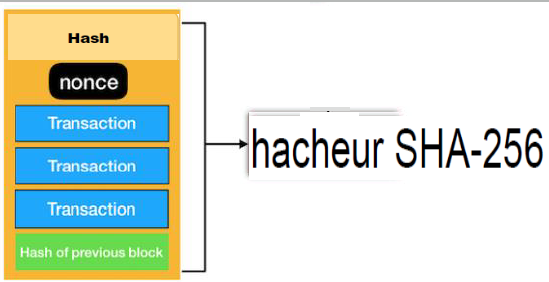 Hash
nonce
Transaction
Transaction
Transaction
Hash of previous block
hacheur SHA-256